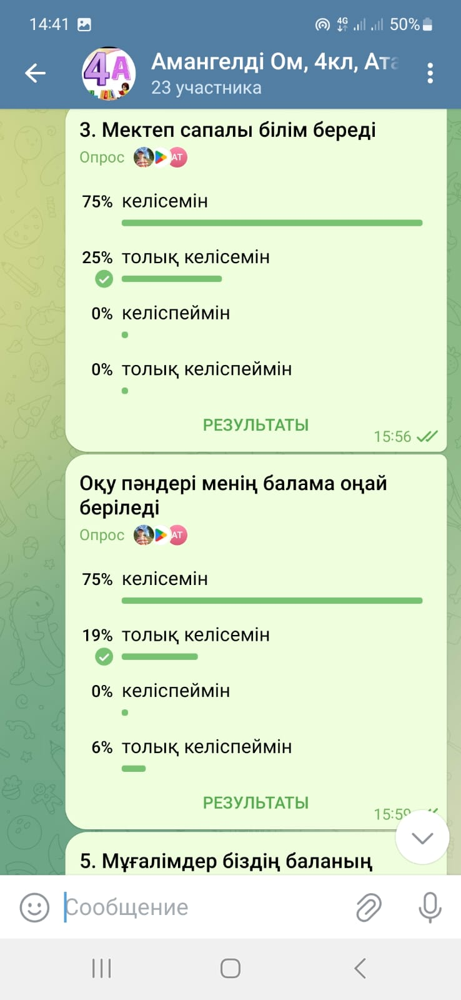 14:41
4G
50%
4А
Амангелді Ом, 4кл, Ата
23 участника
3. Мектеп сапалы білім береді
Опрос АТ
75% келісемін
25% толық келісемін
0% келіспеймін
0% толық келіспеймін
РЕЗУЛЬТАТЫ
15:56
Оқу пәндері менің балама оңай
беріледі
Опрос АТ
75% келісемін
19% толық келісемін
0% келіспеймін
6% толық келіспеймін
РЕЗУЛЬТАТЫ
15:59
5. Мұғалімдер біздің баланың
Сообщение